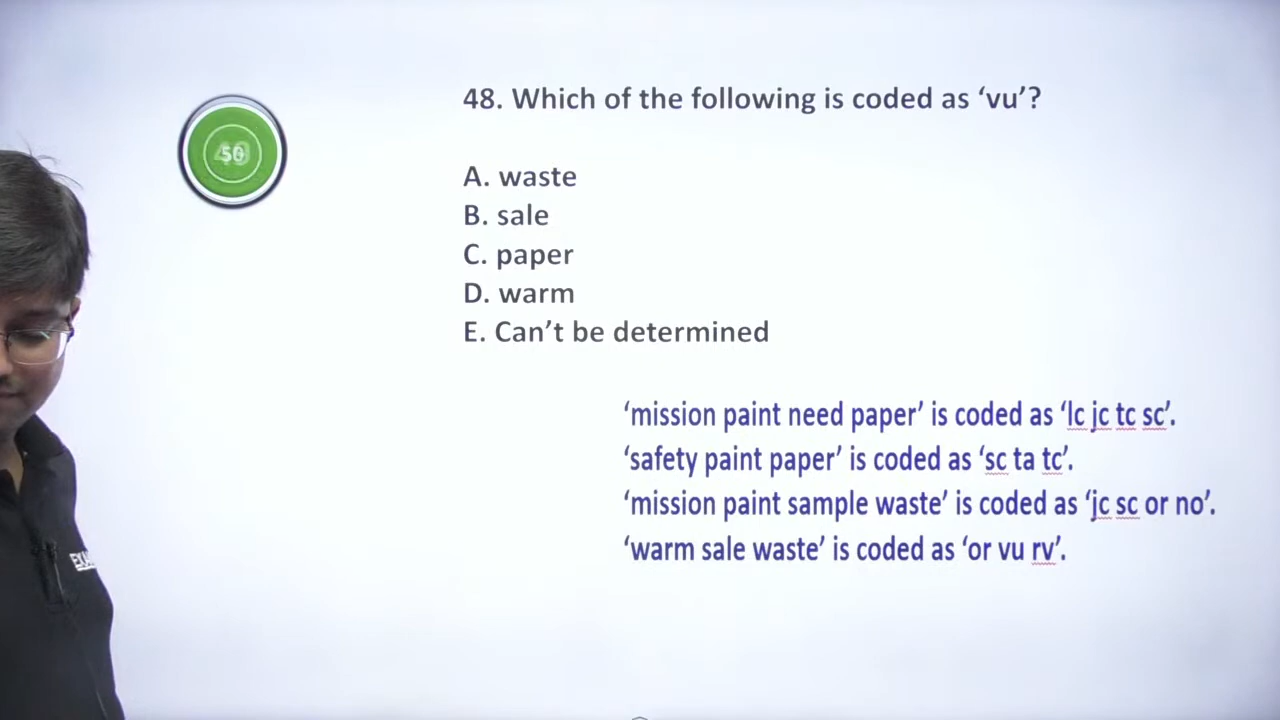 48. Which of the following is coded as ‘vu’?
A. waste
B. sale
C. paper
D. warm
E. Can’t be determined
‘mission paint need paper’ is coded as ‘lc jc tc sc’.
‘safety paint paper’ is coded as ‘sc ta tc’.
‘mission paint sample waste’ is coded as ‘jc sc or no’.
‘warm sale waste’ is coded as ‘or vu rv’.